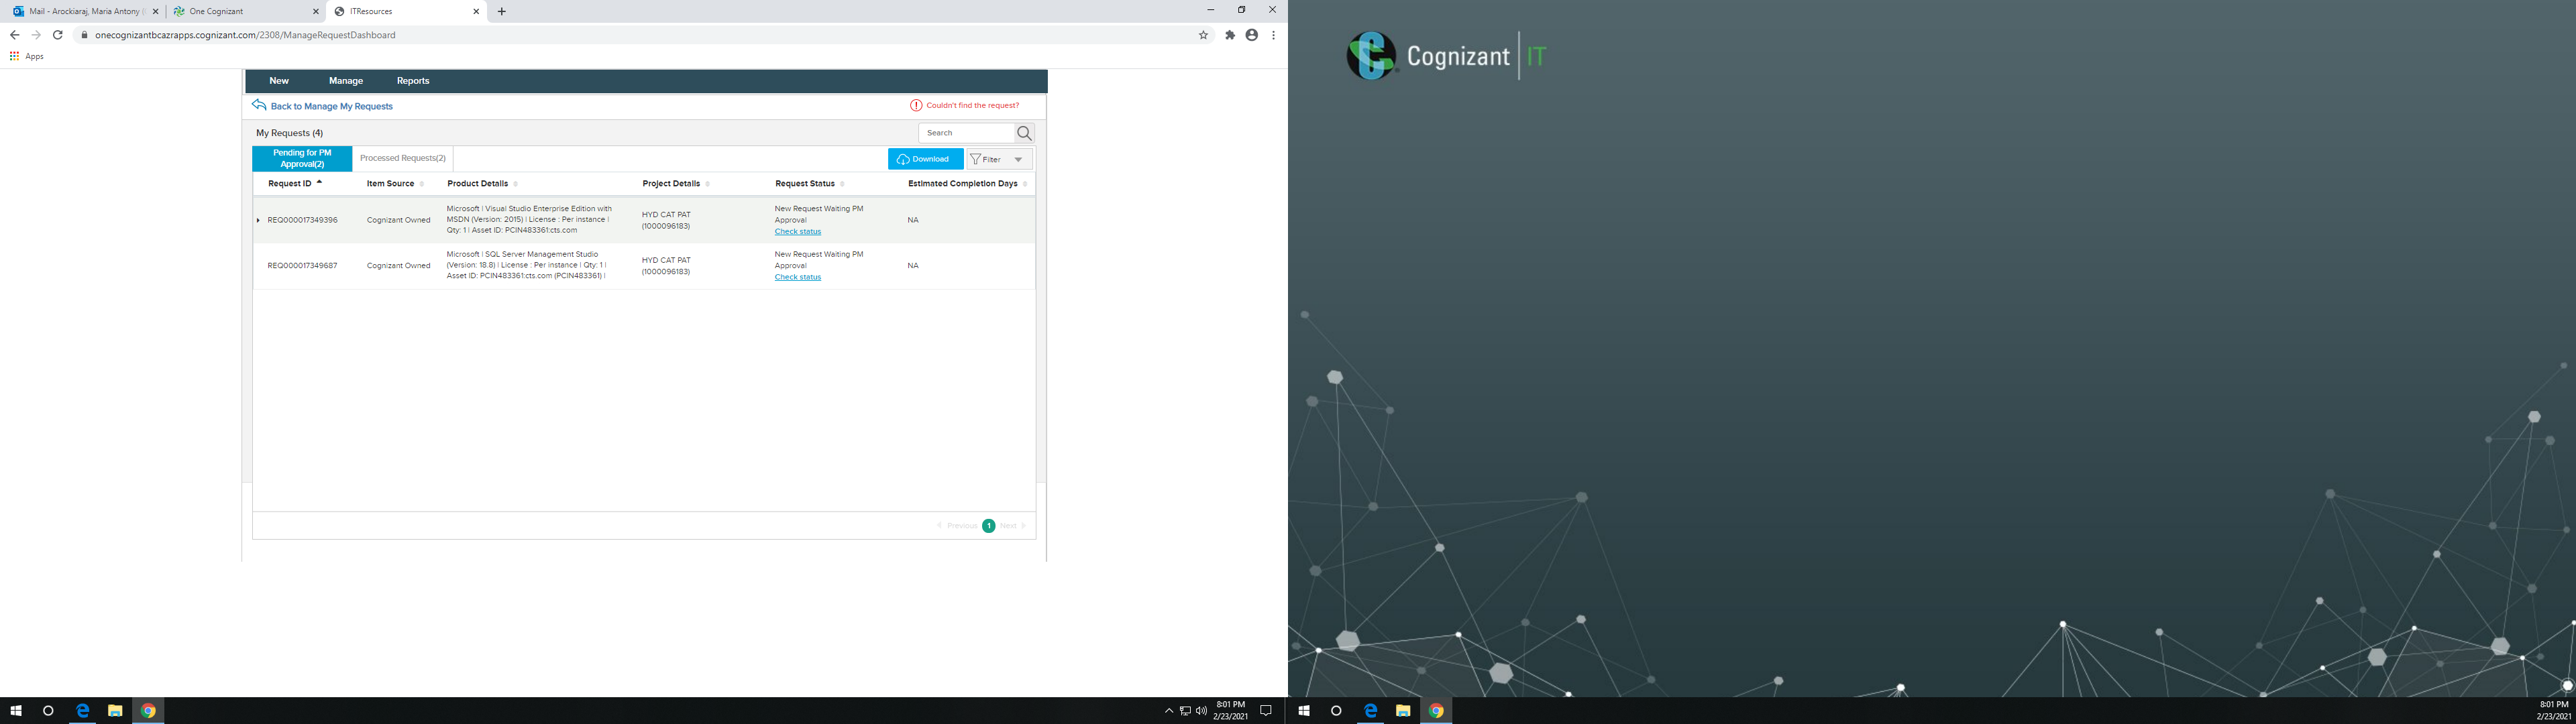 Mail - Arockiaraj, Maria Antony
One Cognizant
ITResources
onecognizantbcazrapps.cognizant.com/2308/ManageRequestDashboard
Apps
New Manage Reports
Back to Manage My Requests
Couldn't find the request?
My Requests (4)
Search
Pending for PM
Approval(2)
Processed Requests(2)
Download
Filter
Request ID Item Source Product Details Project Details Request Status Estimated Completion Days
REQ000017349396
Cognizant Owned
Microsoft | Visual Studio Enterprise Edition with
MSDN (Version: 2015) | License : Per instance |
Qty: 1 | Asset ID: PCIN483361:cts.com
HYD CAT PAT
(1000096183)
New Request Waiting PM
Approval
Check status
NA
REQ000017349687
Cognizant Owned
Microsoft | SQL Server Management Studio
(Version: 18.8) | License : Per instance | Qty: 1 |
Asset ID: PCIN483361:cts.com (PCIN483361) |
HYD CAT PAT
(1000096183)
New Request Waiting PM
Approval
Check status
NA
Previous 1 Next
8:01 PM
2/23/2021
Cognizant IT
8:01 PM
2/23/2021